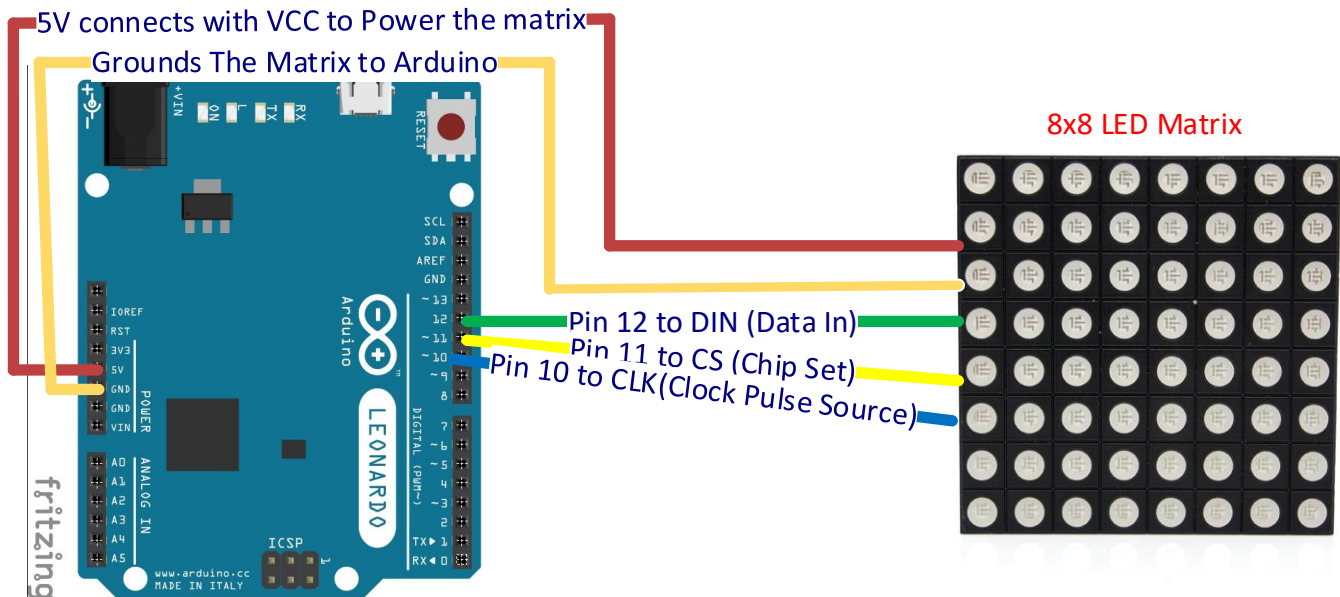 5V connects with VCC to Power the matrix
Grounds The Matrix to Arduino
8x8 LED Matrix
Pin 12 to DIN (Data In)
Pin 11 to CS (Chip Set)
Pin 10 to CLK(Clock Pulse Source)
+VIN
+
-
ON
L
TX
RX
RESET
SCL
SDA
AREF
GND
~13
12
~11
~10
~9
8
7
~6
~5
4
~3
2
TX▶ 1
RX◀ 0
DIGITAL (PWM~)
IOREF
RST
3V3
5V
GND
GND
VIN
POWER
A0
A1
A2
A3
A4
A5
ANALOG IN
Arduino
TM
LEONARDO
ICSP
1
www.arduino.cc
MADE IN ITALY
fritzing